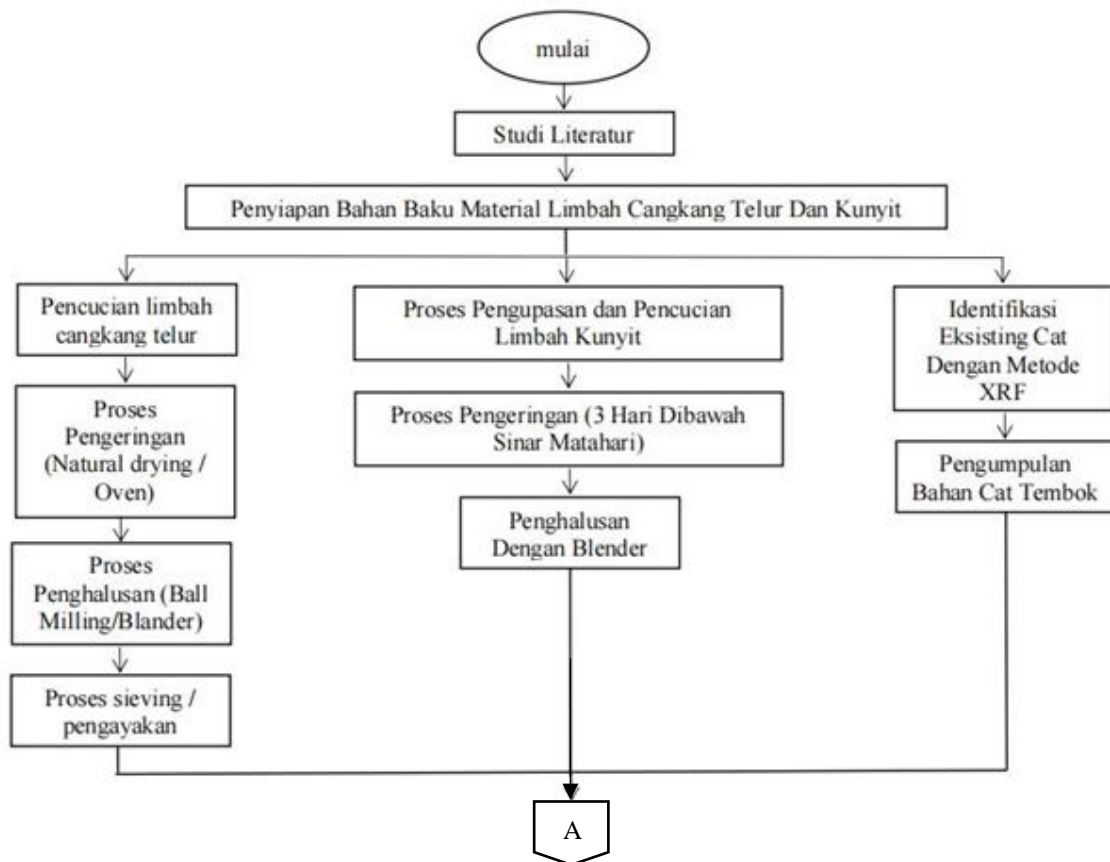 mulai
Studi Literatur
Penyiapan Bahan Baku Material Limbah Cangkang Telur Dan Kunyit
Pencucian limbah
cangkang telur
Proses
Pengeringan
(Natural drying /
Oven)
Proses
Penghalusan (Ball
Milling/Blander)
Proses sieving /
pengayakan
Proses Pengupasan dan Pencucian
Limbah Kunyit
Proses Pengeringan (3 Hari Dibawah
Sinar Matahari)
Penghalusan
Dengan Blender
Identifikasi
Eksisting Cat
Dengan Metode
XRF
Pengumpulan
Bahan Cat Tembok
A